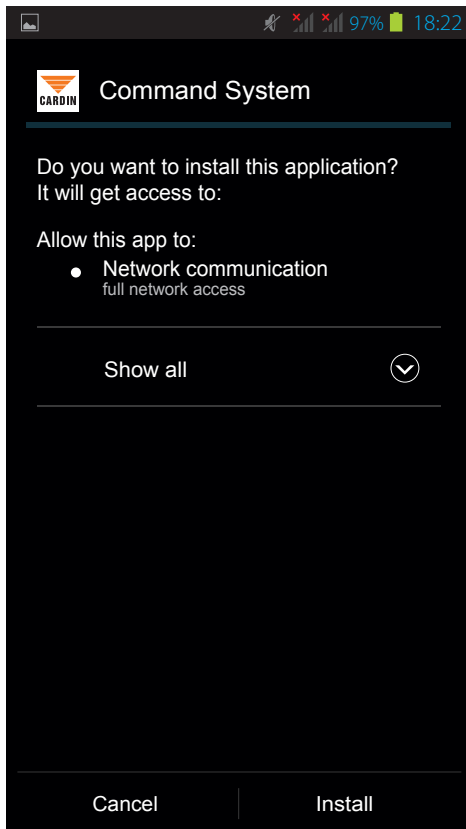 97% 18:22
CARDIN Command System
Do you want to install this application?
It will get access to:
Allow this app to:
Network communication
full network access
Show all
Cancel Install